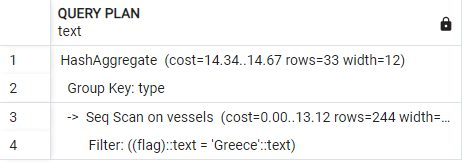 QUERY PLAN
text
1 HashAggregate (cost=14.34..14.67 rows=33 width=12)
2 Group Key: type
3 -> Seq Scan on vessels (cost=0.00..13.12 rows=244 width=...
4 Filter: ((flag)::text = 'Greece'::text)